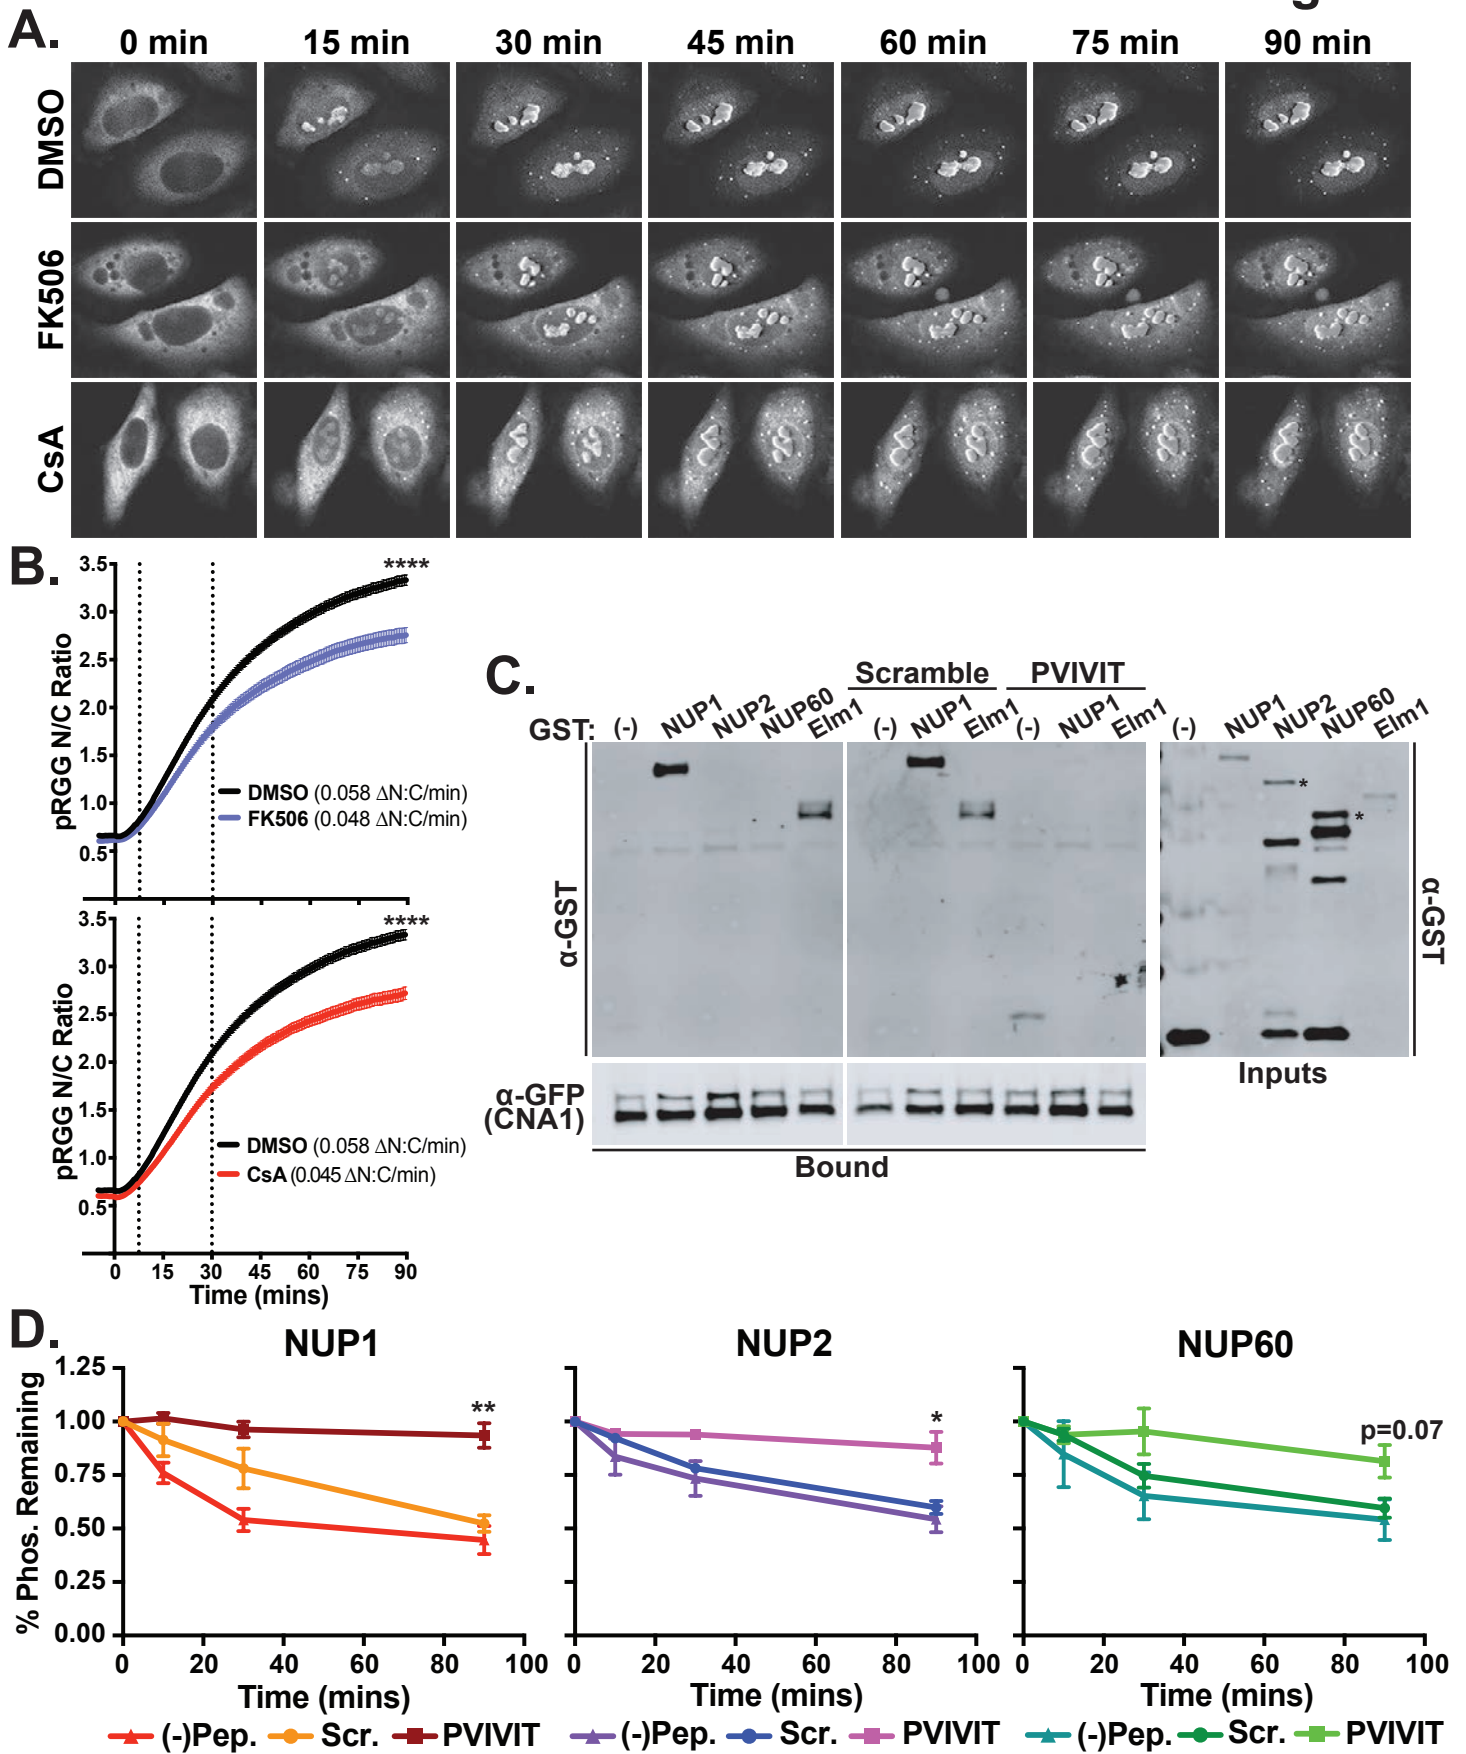 g
A.
0 min 15 min 30 min 45 min 60 min 75 min 90 min
DMSO
FK506
CsA
B.
pRGG N/C Ratio
3.5
3.0
2.5
2.0
1.5
1.0
0.5
****
DMSO (0.058 ΔN:C/min)
FK506 (0.048 ΔN:C/min)
pRGG N/C Ratio
3.5
3.0
2.5
2.0
1.5
1.0
0.5
****
DMSO (0.058 ΔN:C/min)
CsA (0.045 ΔN:C/min)
0 15 30 45 60 75 90
Time (mins)
C.
Scramble PVIVIT
GST: (-) NUP1 NUP2 NUP60 Elm1 (-) NUP1 Elm1 (-) NUP1 Elm1 (-) NUP1 NUP2 NUP60 Elm1
α-GST
*
*
α-GST
Inputs
α-GFP
(CNA1)
Bound
D.
NUP1 NUP2 NUP60
% Phos. Remaining
1.25
1.00
0.75
0.50
0.25
0.00
** * p=0.07
0 20 40 60 80 100 0 20 40 60 80 100 0 20 40 60 80 100
Time (mins) Time (mins) Time (mins)
(-)Pep. Scr. PVIVIT (-)Pep. Scr. PVIVIT (-)Pep. Scr. PVIVIT